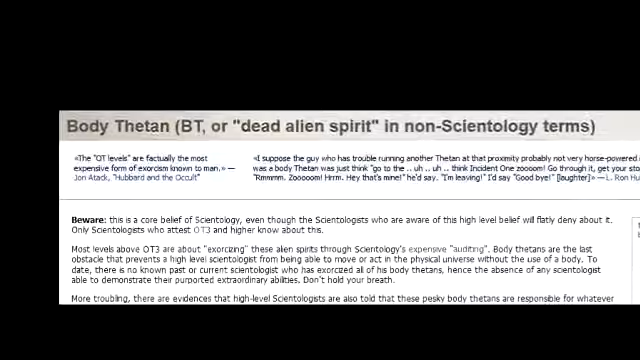 Body Thetan (BT, or "dead alien spirit" in non-Scientology terms)
«The "OT levels" are factually the most
expensive form of exorcism known to man.» —
Jon Atack, "Hubbard and the Occult"
«I suppose the guy who has trouble running another Thetan at that proximity probably not very horse-powered
was a body Thetan was just think "go to the .. uh .. uh .. think Incident One zoooom! Go through it, get your
"Rmmrrm. Zooooom! Hrrm. Hey that's mine!" he'd say. "I'm leaving!" I'd say "Good bye!" [laughter]» — L. Ron
Beware: this is a core belief of Scientology, even though the Scientologists who are aware of this high level belief will flatly deny about it.
Only Scientologists who attest OT3 and higher know about this.
Most levels above OT3 are about "exorcizing" these alien spirits through Scientology's expensive "auditing". Body thetans are the last
obstacle that prevents a high level scientologist from being able to move or act in the physical universe without the use of a body. To
date, there is no known past or current scientologist who has exorcized all of his body thetans, hence the absence of any scientologist
able to demonstrate their purported extraordinary abilities. Don't hold your breath.
More troubling, there are evidences that high-level Scientologists are also told that these pesky body thetans are responsible for whatever